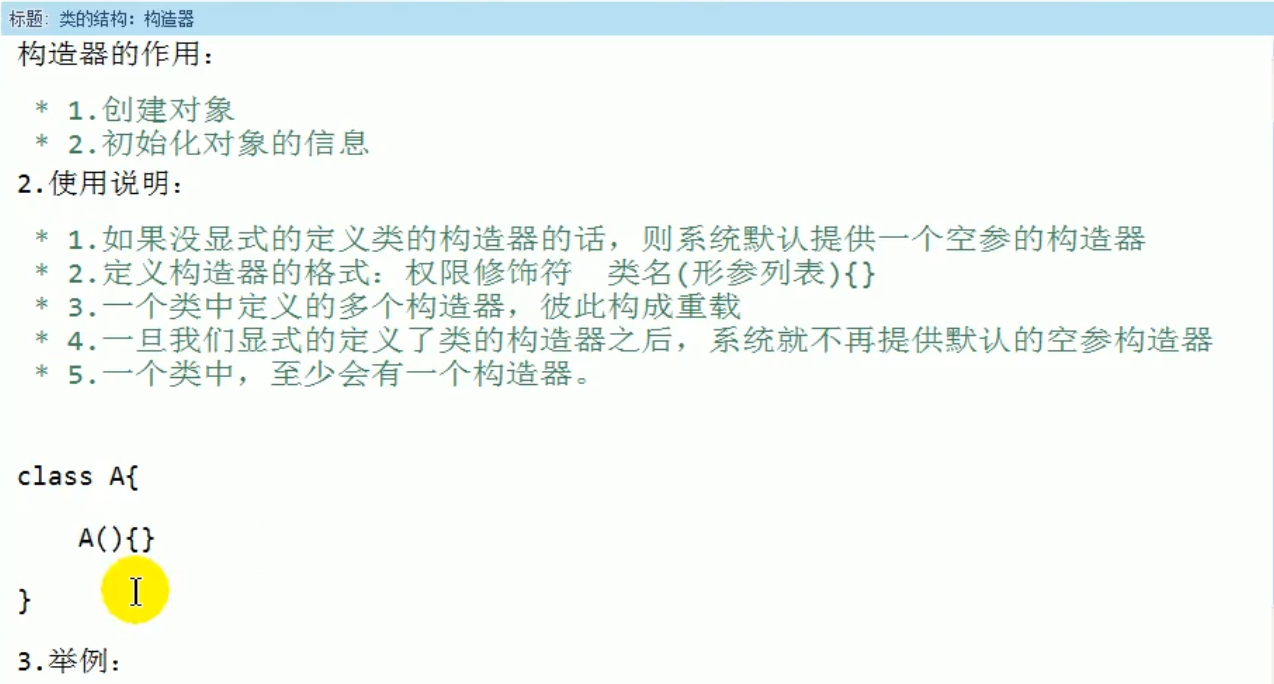 标题: 类的结构: 构造器
构造器的作用:
* 1.创建对象
* 2.初始化对象的信息
2.使用说明:
* 1.如果没显式的定义类的构造器的话，则系统默认提供一个空参的构造器
* 2.定义构造器的格式: 权限修饰符 类名(形参列表){}
* 3.一个类中定义的多个构造器，彼此构成重载
* 4.一旦我们显式的定义了类的构造器之后，系统就不再提供默认的空参构造器
* 5.一个类中，至少会有一个构造器。
class A{
A(){}
}
3.举例: